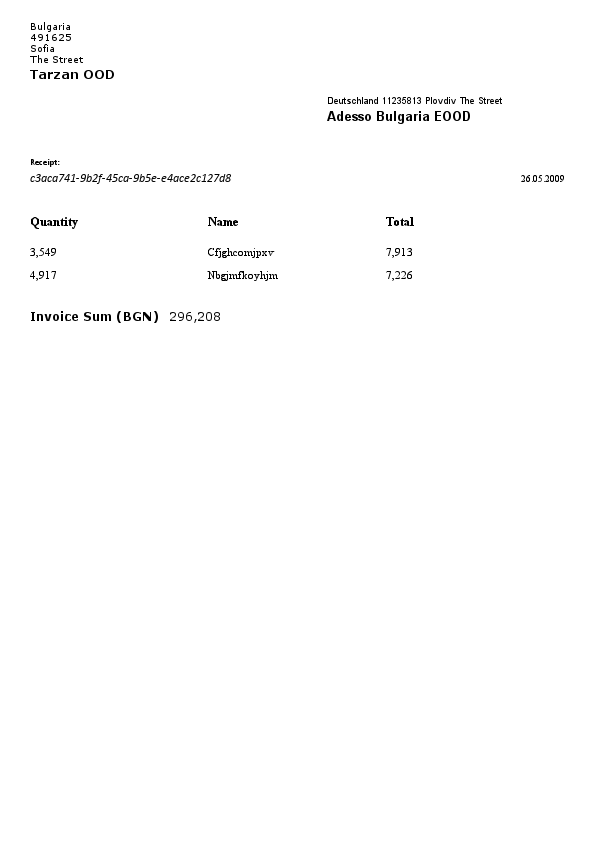 Bulgaria
491625
Sofia
The Street
Tarzan OOD
Deutschland 11235813 Plovdiv The Street
Adesso Bulgaria EOOD
Receipt:
c3aca741-9b2f-45ca-9b5e-e4ace2c127d8 26.05.2009
Quantity Name Total
3,549 Cfjghcomjpxv 7,913
4,917 Nbgjmfkoyhjm 7,226
Invoice Sum (BGN) 296,208